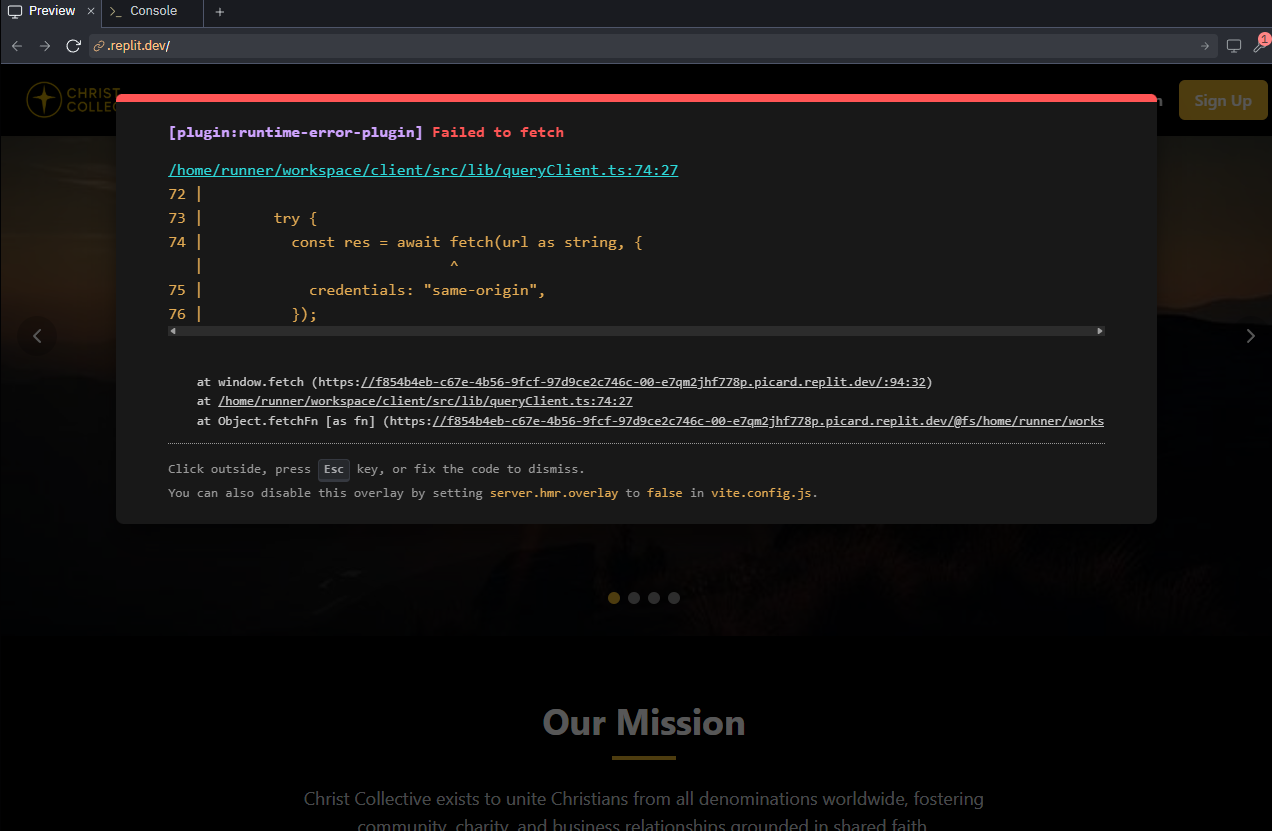 Preview × >_ Console +
.replit.dev/
1
CHRIST
COLLEC
Sign Up
[plugin:runtime-error-plugin] Failed to fetch
/home/runner/workspace/client/src/lib/queryClient.ts:74:27
72 |
73 | try {
74 | const res = await fetch(url as string, {
| ^
75 | credentials: "same-origin",
76 | });
at window.fetch (https://f854b4eb-c67e-4b56-9fcf-97d9ce2c746c-00-e7qm2jhf778p.picard.replit.dev/:94:32)
at /home/runner/workspace/client/src/lib/queryClient.ts:74:27
at Object.fetchFn [as fn] (https://f854b4eb-c67e-4b56-9fcf-97d9ce2c746c-00-e7qm2jhf778p.picard.replit.dev/@fs/home/runner/works
Click outside, press Esc key, or fix the code to dismiss.
You can also disable this overlay by setting server.hmr.overlay to false in vite.config.js.
Our Mission
Christ Collective exists to unite Christians from all denominations worldwide, fostering
community, charity, and business relationships grounded in shared faith